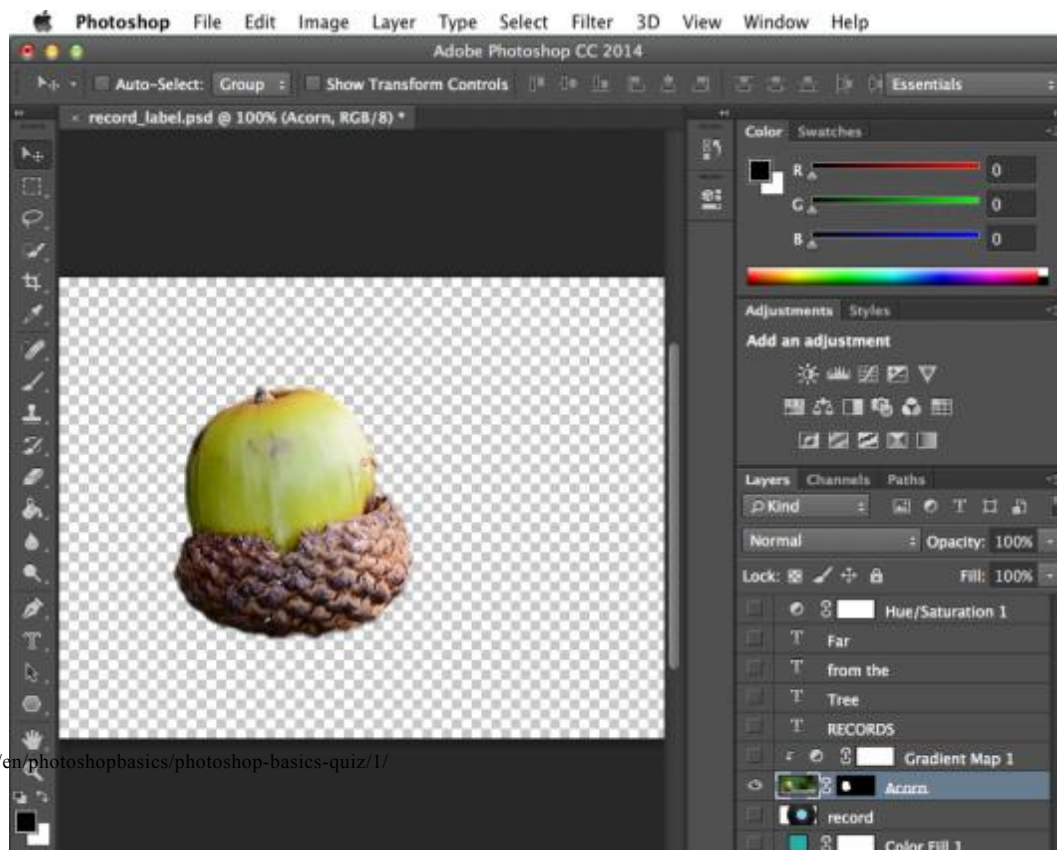 Photoshop File Edit Image Layer Type Select Filter 3D View Window Help
Adobe Photoshop CC 2014
Auto-Select: Group Show Transform Controls Essentials
× record_label.psd @ 100% (Acorn, RGB/8) *
Color Swatches
R 0
G 0
B 0
Adjustments Styles
Add an adjustment
Layers Channels Paths
Kind
Normal Opacity: 100%
Lock: Fill: 100%
Hue/Saturation 1
T Far
T from the
T Tree
T RECORDS
Gradient Map 1
Acorn
record
Color Fill 1
/en/photoshopbasics/photoshop-basics-quiz/1/